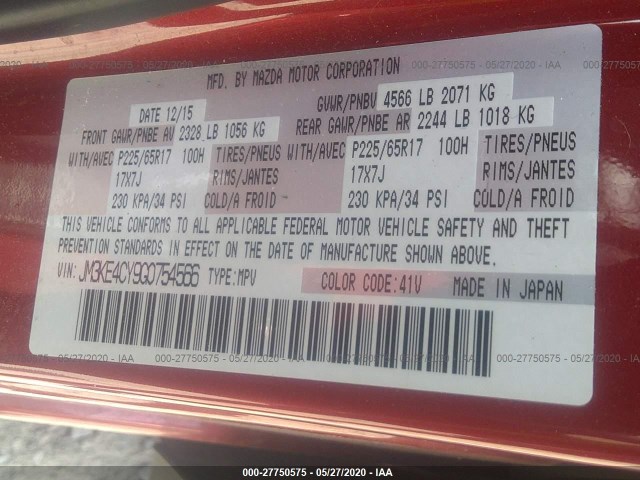 MFD. BY MAZDA MOTOR CORPORATION
DATE 12/15 GVWR/PNBV 4566 LB 2071 KG
FRONT GAWR/PNBE AV 2328 LB 1056 KG REAR GAWR/PNBE AR 2244 LB 1018 KG
WITH/AVEC P225/65R17 100H TIRES/PNEUS WITH/AVEC P225/65R17 100H TIRES/PNEUS
17X7J RIMS/JANTES 17X7J RIMS/JANTES
230 KPA/34 PSI COLD/A FROID 230 KPA/34 PSI COLD/A FROID
THIS VEHICLE CONFORMS TO ALL APPLICABLE FEDERAL MOTOR VEHICLE SAFETY AND THEFT
PREVENTION STANDARDS IN EFFECT ON THE DATE OF MANUFACTURE SHOWN ABOVE.
VIN: JM3KE4CY9G0754566 TYPE:MPV COLOR CODE:41V MADE IN JAPAN
000-27750575 - 05/27/2020 - IAA